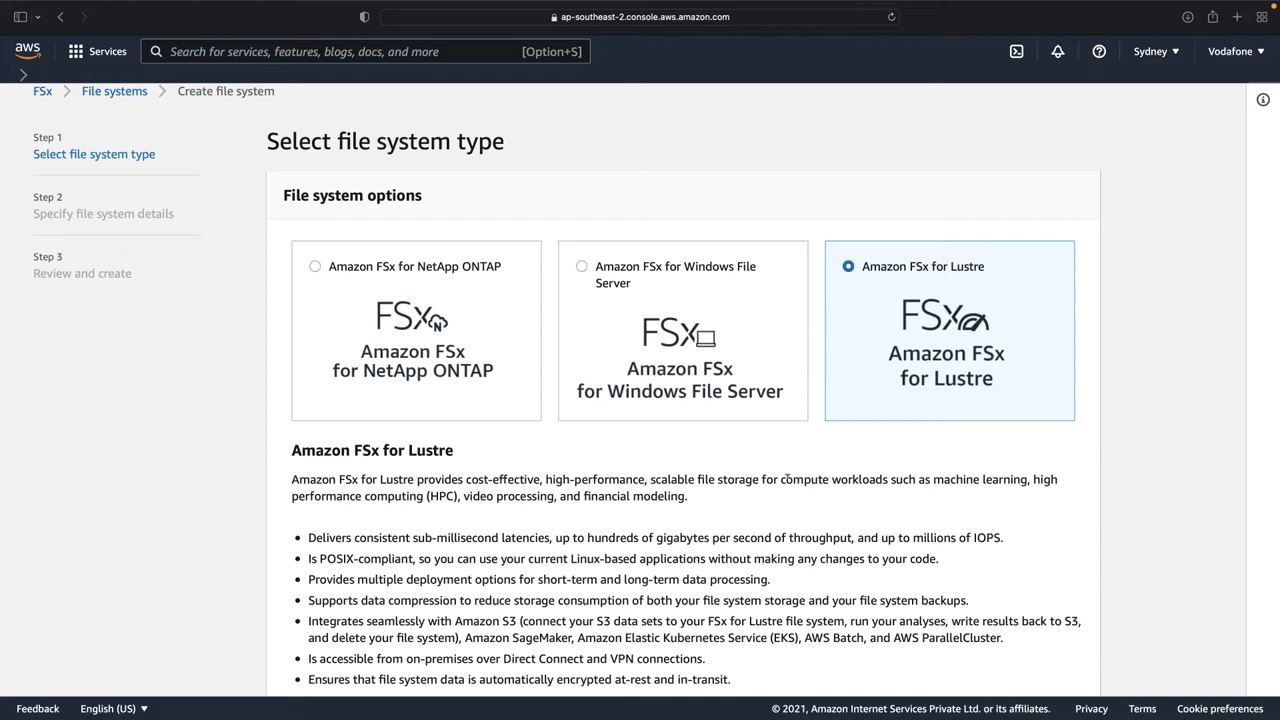 ap-southeast-2.console.aws.amazon.com
aws
Services
Search for services, features, blogs, docs, and more
[Option+S]
Sydney
Vodafone
FSx
File systems
Create file system
Step 1
Select file system type
Step 2
Specify file system details
Step 3
Review and create
Select file system type
File system options
Amazon FSx for NetApp ONTAP
FSx N
Amazon FSx
for NetApp ONTAP
Amazon FSx for Windows File
Server
FSx
Amazon FSx
for Windows File Server
Amazon FSx for Lustre
FSx
Amazon FSx
for Lustre
Amazon FSx for Lustre
Amazon FSx for Lustre provides cost-effective, high-performance, scalable file storage for compute workloads such as machine learning, high
performance computing (HPC), video processing, and financial modeling.
• Delivers consistent sub-millisecond latencies, up to hundreds of gigabytes per second of throughput, and up to millions of IOPS.
• Is POSIX-compliant, so you can use your current Linux-based applications without making any changes to your code.
• Provides multiple deployment options for short-term and long-term data processing.
• Supports data compression to reduce storage consumption of both your file system storage and your file system backups.
• Integrates seamlessly with Amazon S3 (connect your S3 data sets to your FSx for Lustre file system, run your analyses, write results back to S3,
and delete your file system), Amazon SageMaker, Amazon Elastic Kubernetes Service (EKS), AWS Batch, and AWS ParallelCluster.
• Is accessible from on-premises over Direct Connect and VPN connections.
• Ensures that file system data is automatically encrypted at-rest and in-transit.
Feedback
English (US)
© 2021, Amazon Internet Services Private Ltd. or its affiliates.
Privacy
Terms
Cookie preferences